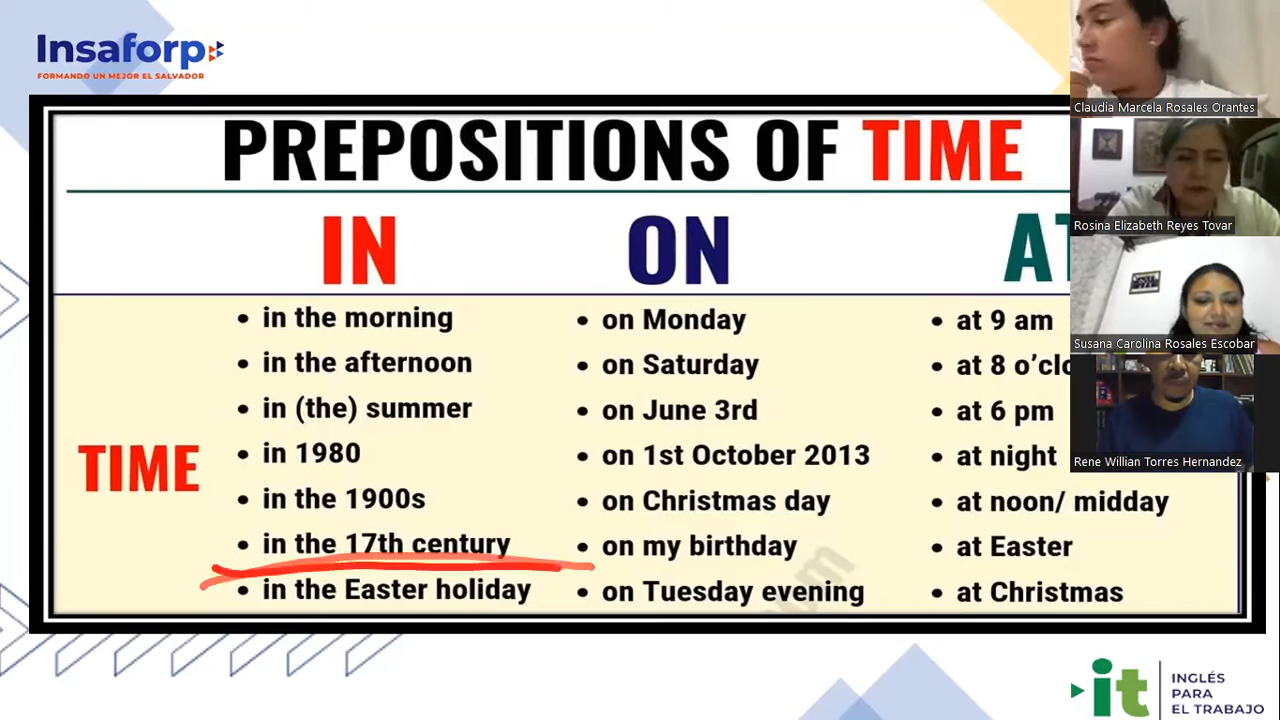 Insaforp
FORMANDO UN MEJOR EL SALVADOR
PREPOSITIONS OF TIME
IN
ON
TIME
• in the morning
• in the afternoon
• in (the) summer
• in 1980
• in the 1900s
• in the 17th century
• in the Easter holiday
• on Monday
• on Saturday
• on June 3rd
• on 1st October 2013
• on Christmas day
• on my birthday
• on Tuesday evening
• at 9 am
• at 8
• at 6 pm
• at night
• at noon/ midday
• at Easter
• at Christmas
Claudia Marcela Rosales Orantes
Rosina Elizabeth Reyes Tovar
Susana Carolina Rosales Escobar
Rene Willian Torres Hernandez
it
INGLÉS
PARA
EL TRABAJO